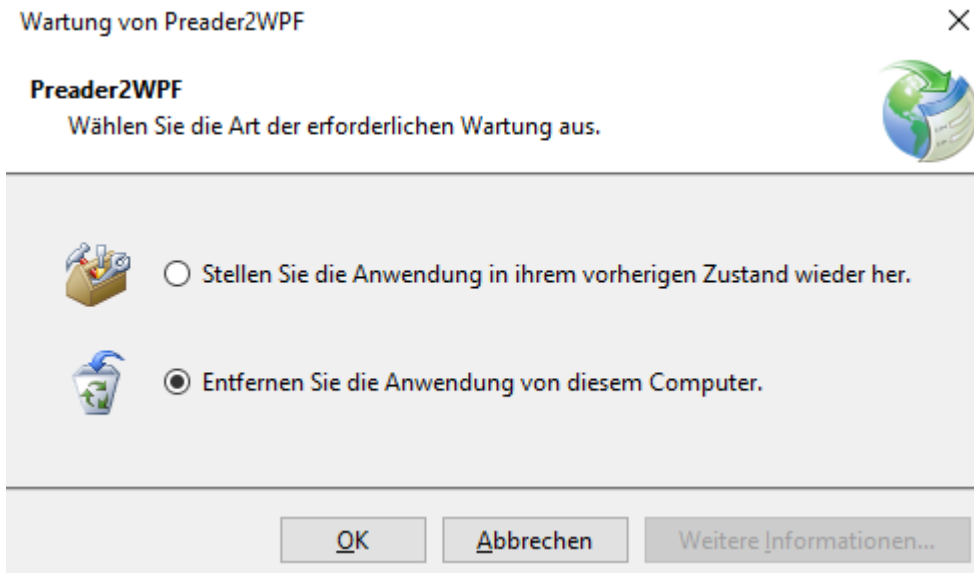 Wartung von Preader2WPF
Preader2WPF
Wählen Sie die Art der erforderlichen Wartung aus.
Stellen Sie die Anwendung in ihrem vorherigen Zustand wieder her.
Entfernen Sie die Anwendung von diesem Computer.
OK Abbrechen Weitere Informationen...